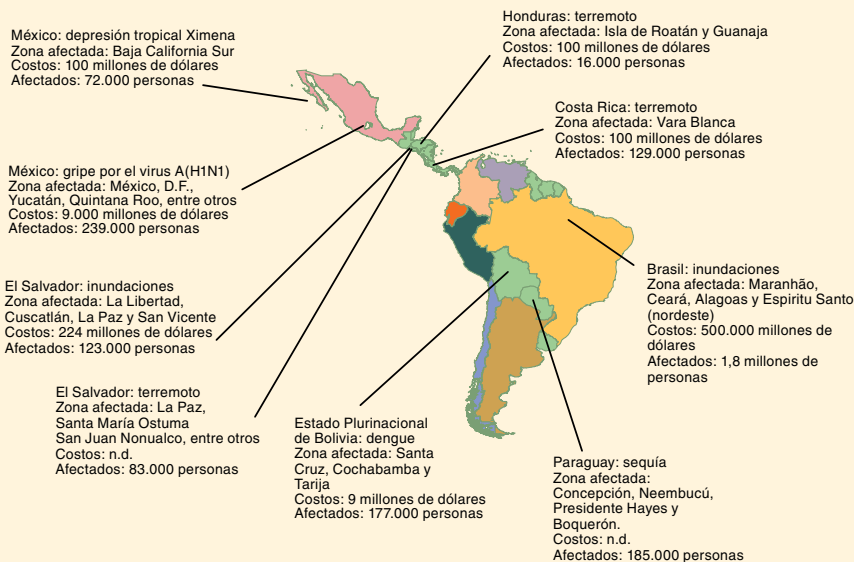 México: depresión tropical Ximena
Zona afectada: Baja California Sur
Costos: 100 millones de dólares
Afectados: 72.000 personas
Honduras: terremoto
Zona afectada: Isla de Roatán y Guanaja
Costos: 100 millones de dólares
Afectados: 16.000 personas
Costa Rica: terremoto
Zona afectada: Vara Blanca
Costos: 100 millones de dólares
Afectados: 129.000 personas
México: gripe por el virus A(H1N1)
Zona afectada: México, D.F.,
Yucatán, Quintana Roo, entre otros
Costos: 9.000 millones de dólares
Afectados: 239.000 personas
El Salvador: inundaciones
Zona afectada: La Libertad,
Cuscatlán, La Paz y San Vicente
Costos: 224 millones de dólares
Afectados: 123.000 personas
Brasil: inundaciones
Zona afectada: Maranhão,
Ceará, Alagoas y Espiritu Santo
(nordeste)
Costos: 500.000 millones de
dólares
Afectados: 1,8 millones de
personas
El Salvador: terremoto
Zona afectada: La Paz,
Santa María Ostuma
San Juan Nonualco, entre otros
Costos: n.d.
Afectados: 83.000 personas
Estado Plurinacional
de Bolivia: dengue
Zona afectada: Santa
Cruz, Cochabamba y
Tarija
Costos: 9 millones de dólares
Afectados: 177.000 personas
Paraguay: sequía
Zona afectada:
Concepción, Neembucú,
Presidente Hayes y
Boquerón.
Costos: n.d.
Afectados: 185.000 personas